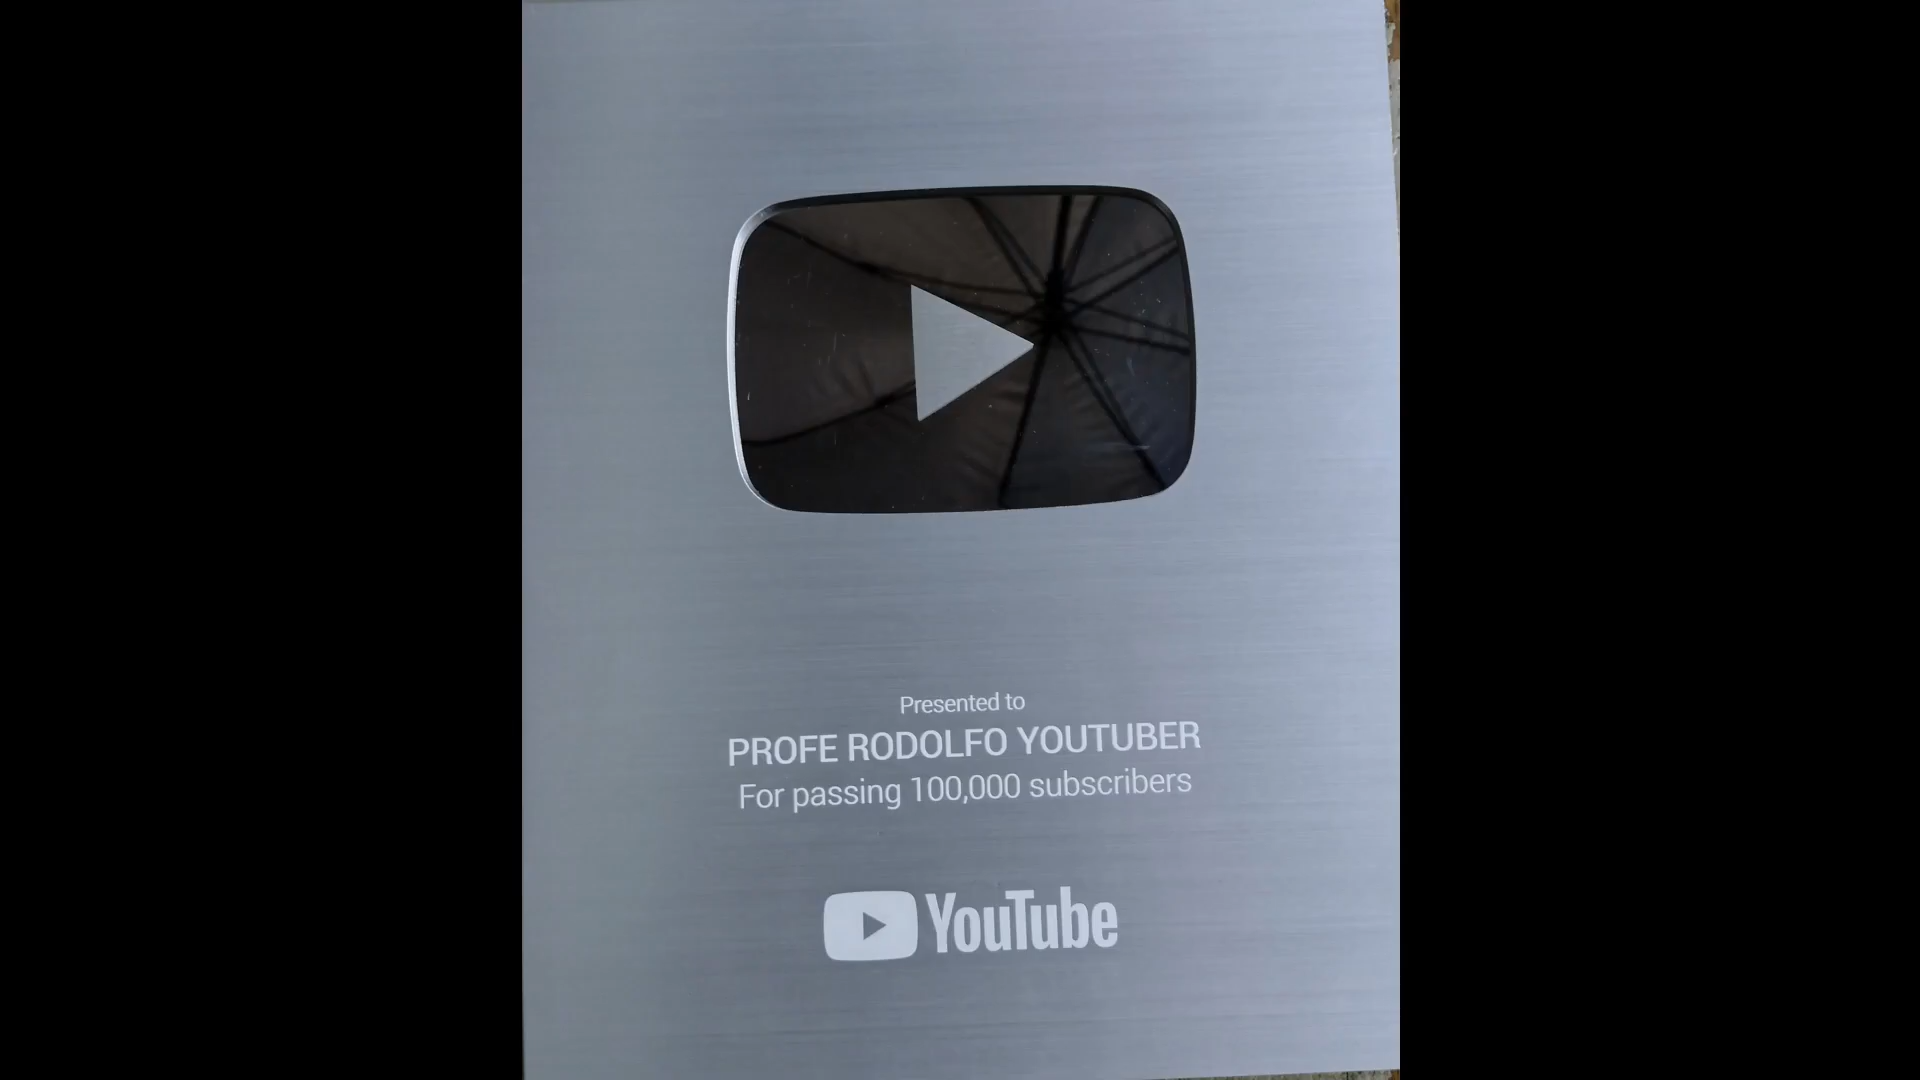 Presented to
PROFE RODOLFO YOUTUBER
For passing 100,000 subscribers
YouTube